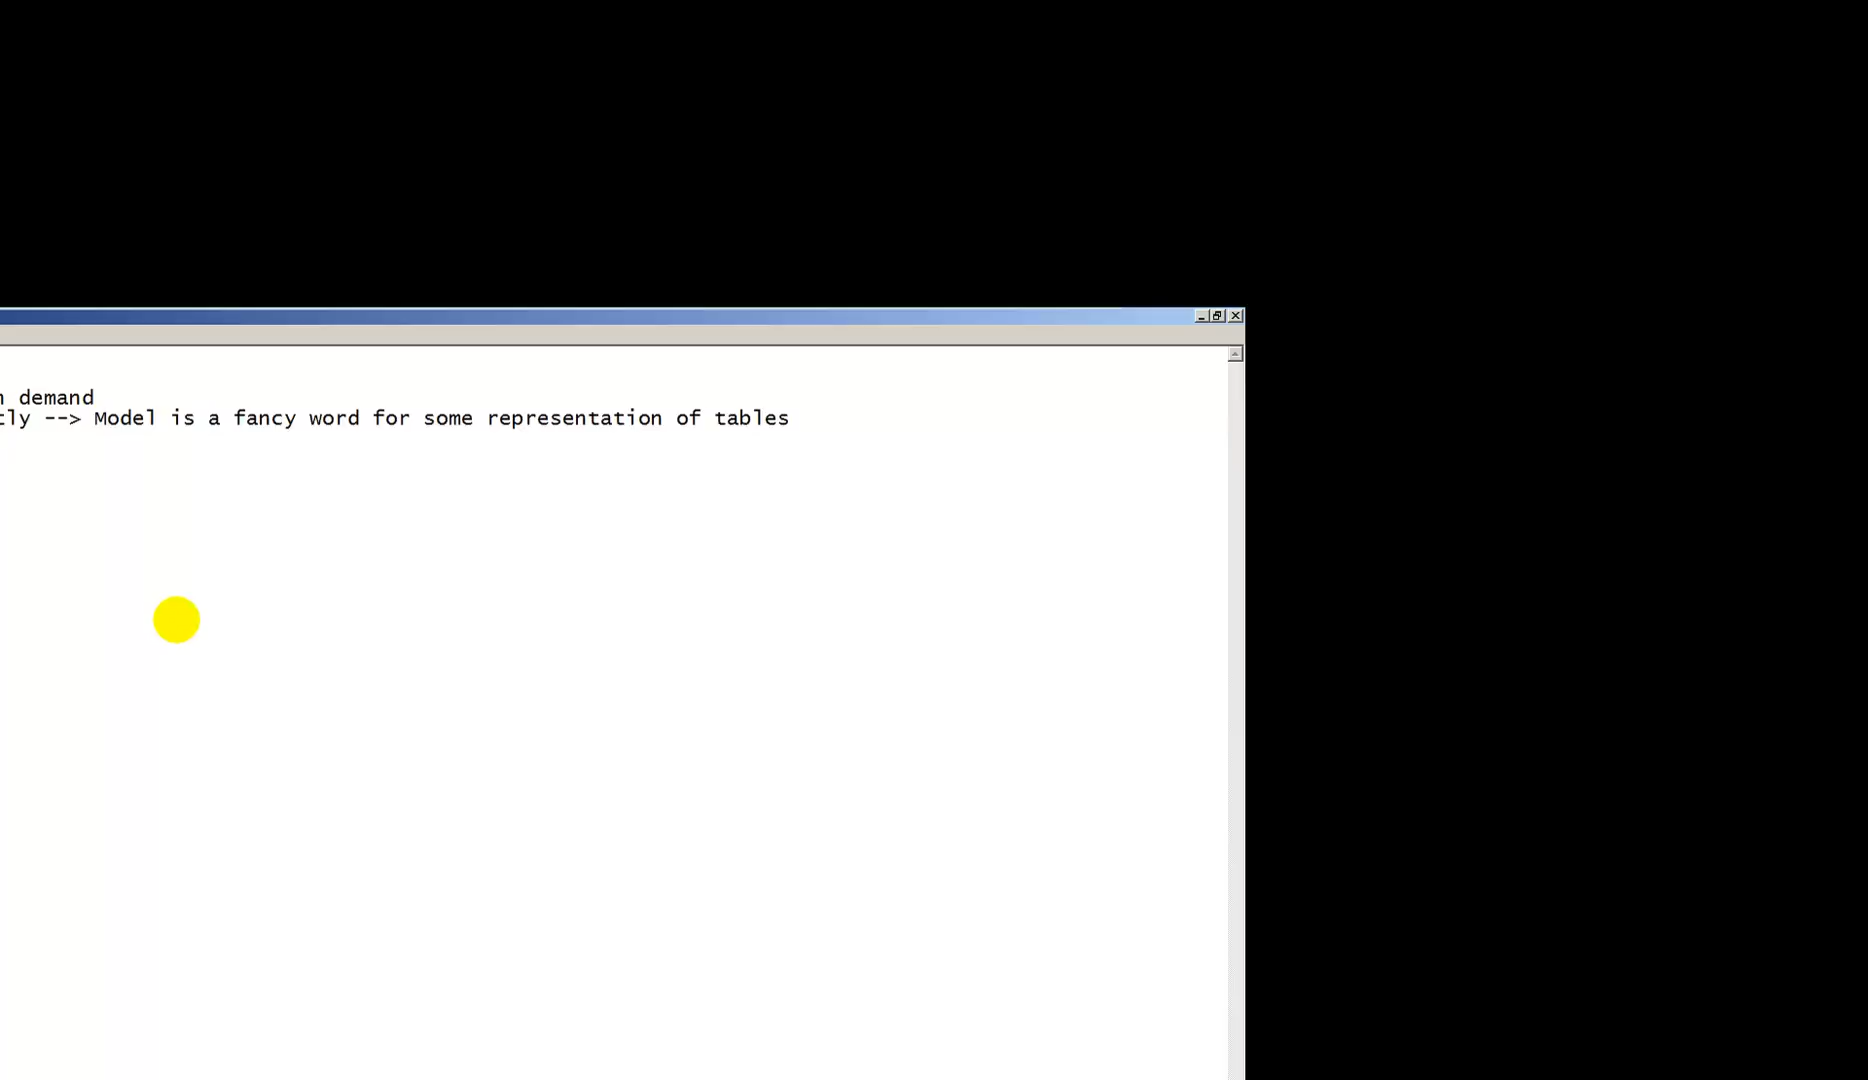 demand
--> Model is a fancy word for some representation of tables